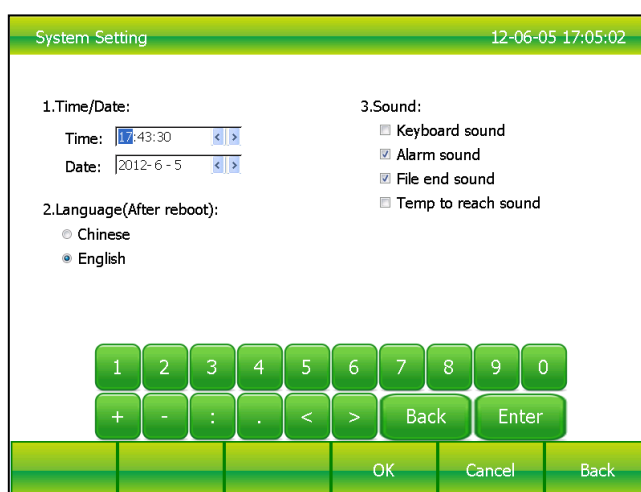 System Setting 12-06-05 17:05:02
1.Time/Date:
Time: 17:43:30 < >
Date: 2012- 6 - 5 < >
2.Language(After reboot):
Chinese
English
3.Sound:
Keyboard sound
Alarm sound
File end sound
Temp to reach sound
1 2 3 4 5 6 7 8 9 0
+ - : . < > Back Enter
OK Cancel Back